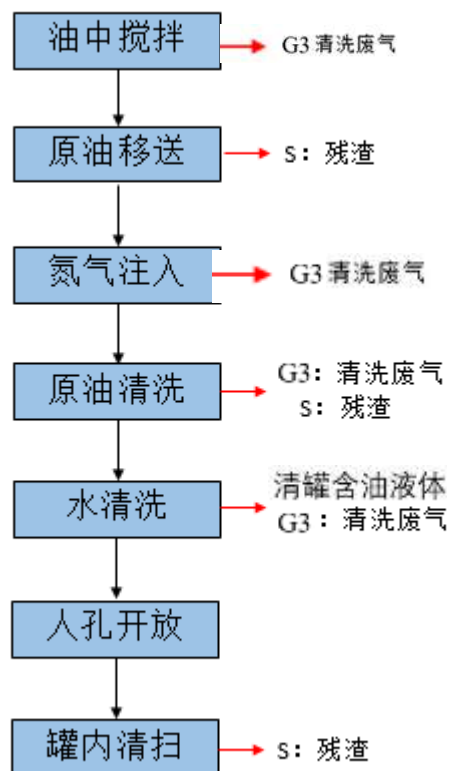 油中搅拌
G3 清洗废气
原油移送
S: 残渣
氮气注入
G3 清洗废气
原油清洗
G3: 清洗废气
S: 残渣
水清洗
清罐含油液体
G3: 清洗废气
人孔开放
罐内清扫
S: 残渣